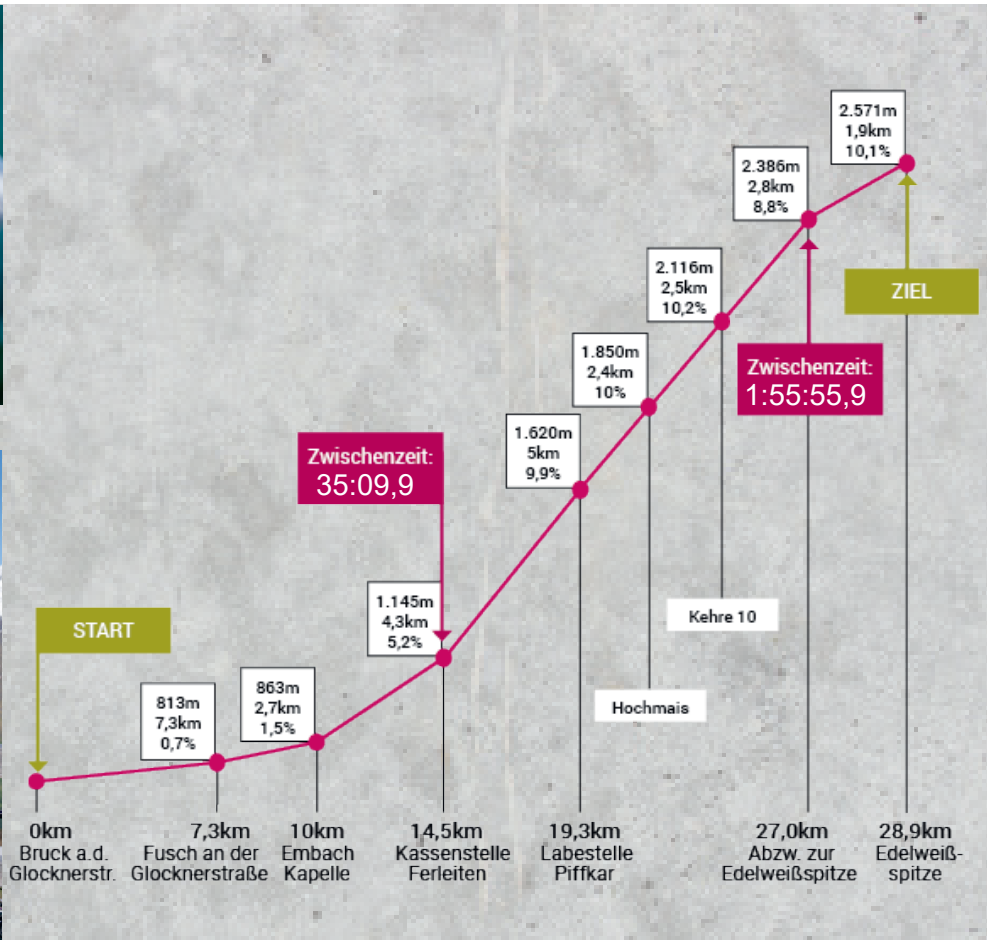 2.571m
1,9km
10,1%
2.386m
2,8km
8,8%
ZIEL
2.116m
2,5km
10,2%
1.850m
2,4km
10%
Zwischenzeit:
1:55:55,9
1.620m
5km
9,9%
Zwischenzeit:
35:09,9
1.145m
4,3km
5,2%
START
Kehre 10
813m
7,3km
0,7%
863m
2,7km
1,5%
Hochmais
0km
Bruck a.d.
Glocknerstr.
7,3km
Fusch an der
Glocknerstraße
10km
Embach
Kapelle
14,5km
Kassenstelle
Ferleiten
19,3km
Labestelle
Piffkar
27,0km
Abzw. zur
Edelweißspitze
28,9km
Edelweiß-
spitze